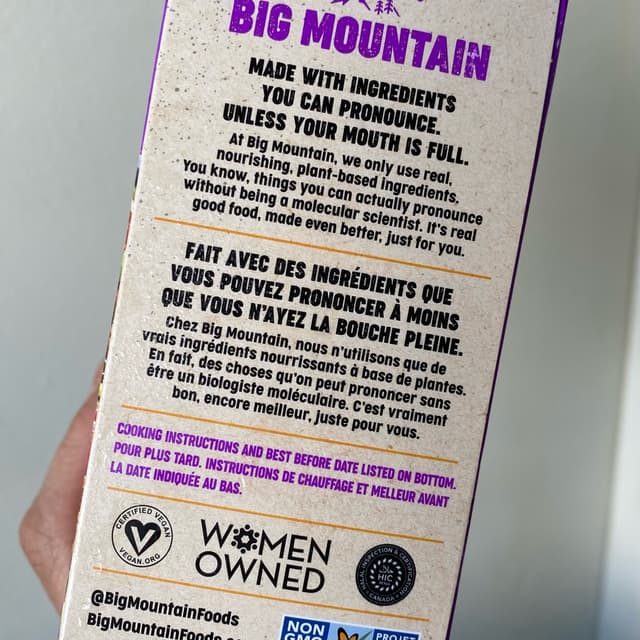 BIG MOUNTAIN
MADE WITH INGREDIENTS
YOU CAN PRONOUNCE.
UNLESS YOUR MOUTH IS FULL.
At Big Mountain, we only use real,
nourishing, plant-based ingredients.
You know, things you can actually pronounce
without being a molecular scientist. It's real
good food, made even better, just for you.
FAIT AVEC DES INGRÉDIENTS QUE
VOUS POUVEZ PRONONCER À MOINS
QUE VOUS N'AYEZ LA BOUCHE PLEINE.
Chez Big Mountain, nous n'utilisons que de
vrais ingrédients nourrissants à base de plantes.
En fait, des choses qu'on peut prononcer sans
être un biologiste moléculaire. C'est vraiment
bon, encore meilleur, juste pour vous.
COOKING INSTRUCTIONS AND BEST BEFORE DATE LISTED ON BOTTOM.
POUR PLUS TARD. INSTRUCTIONS DE CHAUFFAGE ET MELLEUR AVANT
LA DATE INDIQUÉE AU BAS.
CERTIFIED VEGAN
VEGAN.ORG
WOMEN
OWNED
HIC
@BigMountainFoods
BigMountainFoods
NON
GMO
PROJET